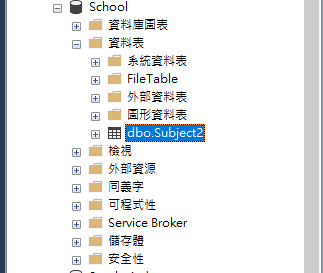 School
資料庫圖表
資料表
系統資料表
FileTable
外部資料表
圖形資料表
dbo.Subject2
檢視
外部資源
同義字
可程式性
Service Broker
儲存體
安全性